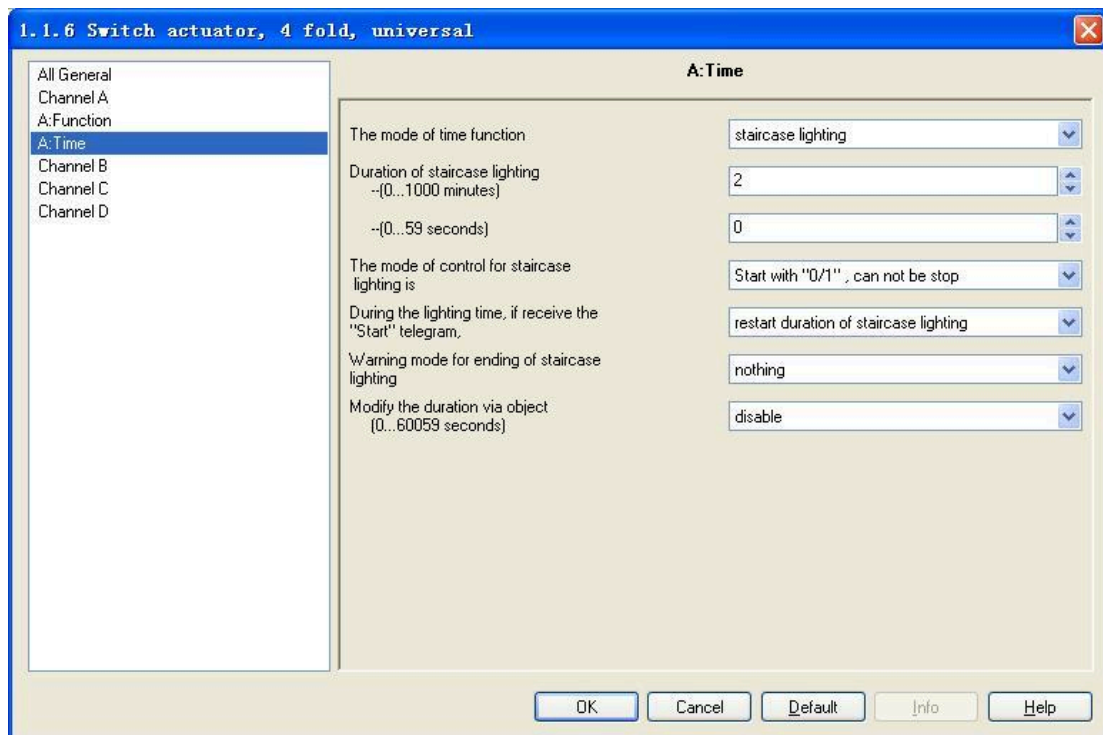 1.1.6 Switch actuator, 4 fold, universal
All General
Channel A
A:Function
A:Time
Channel B
Channel C
Channel D
A:Time
The mode of time function
staircase lighting
Duration of staircase lighting
--(0...1000 minutes)
2
--(0...59 seconds)
0
The mode of control for staircase
lighting is
Start with "0/1" , can not be stop
During the lighting time, if receive the
"Start" telegram,
restart duration of staircase lighting
Warning mode for ending of staircase
lighting
nothing
Modify the duration via object
(0...60059 seconds)
disable
OK
Cancel
Default
Info
Help